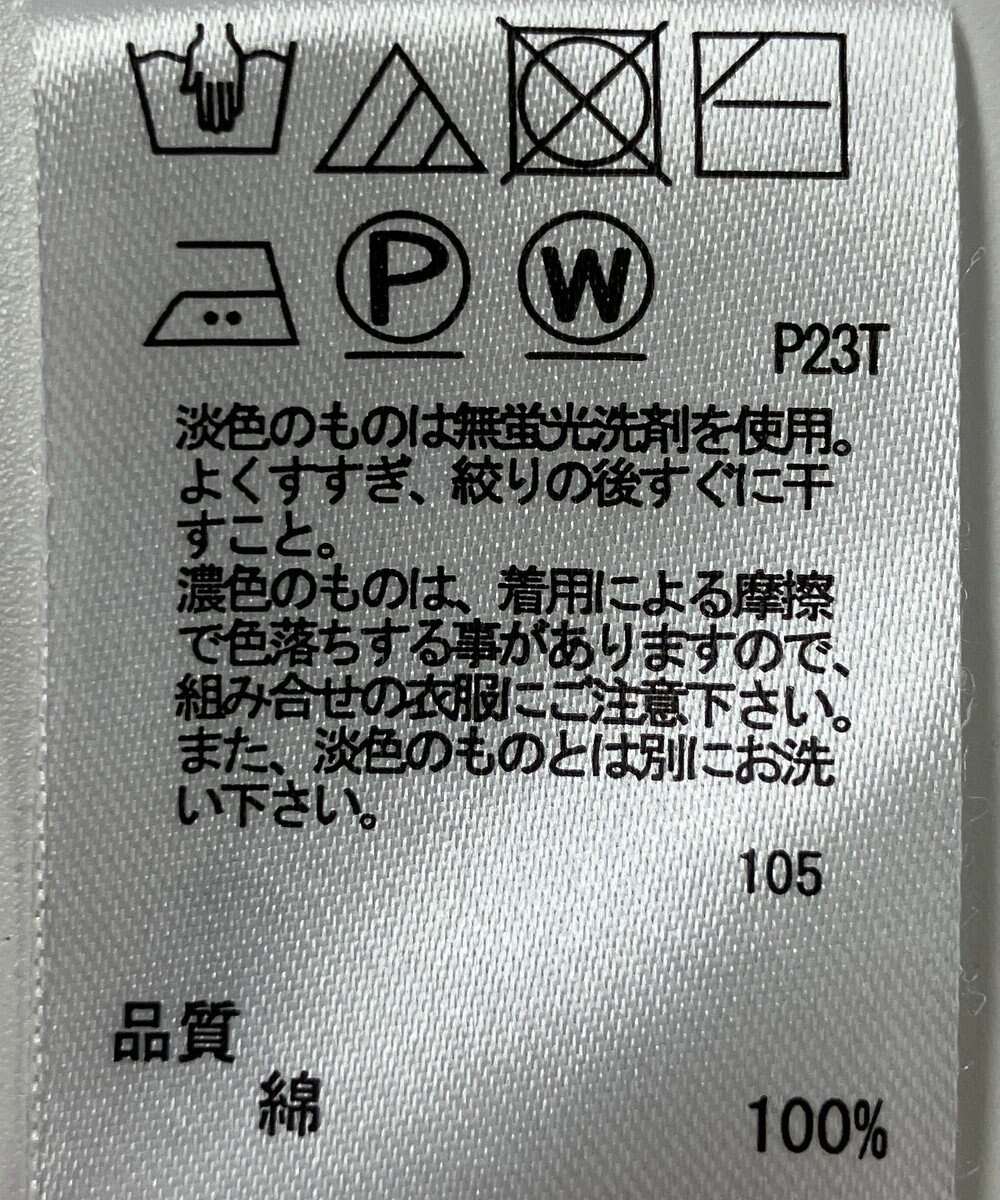 P
W
P23T
淡色のものは無蛍光洗剤を使用。
よくすすぎ、絞りの後すぐに干
すこと。
濃色のものは、着用による摩擦
で色落ちする事がありますので、
組み合せの衣服にご注意下さい。
また、淡色のものとは別にお洗
い下さい。
105
品質
綿 100%